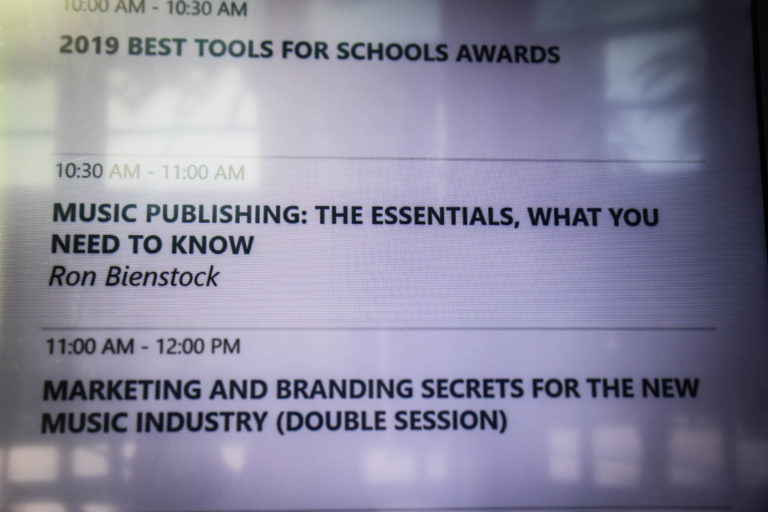 10:00 AM - 10:30 AM
2019 BEST TOOLS FOR SCHOOLS AWARDS
10:30 AM - 11:00 AM
MUSIC PUBLISHING: THE ESSENTIALS, WHAT YOU
NEED TO KNOW
Ron Bienstock
11:00 AM - 12:00 PM
MARKETING AND BRANDING SECRETS FOR THE NEW
MUSIC INDUSTRY (DOUBLE SESSION)